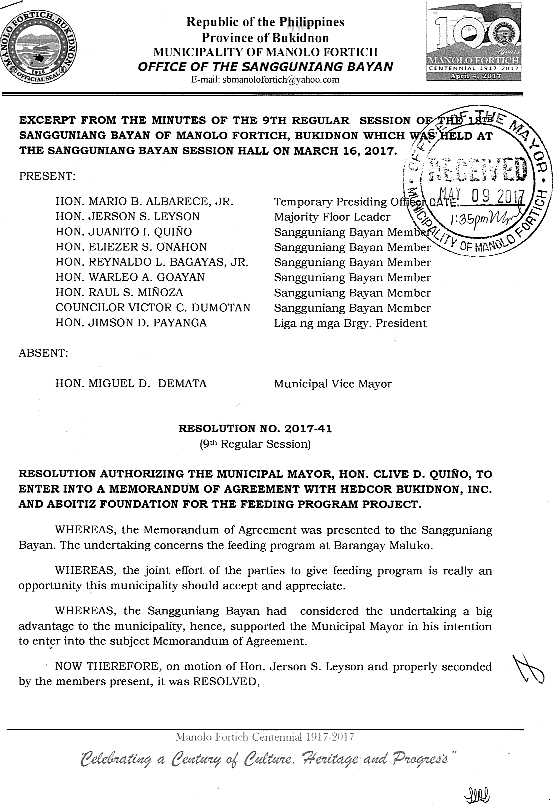 MANOLO FORTICH BUKIDNON
OFFICIAL SEAL
Republic of the Philippines
Province of Bukidnon
MUNICIPALITY OF MANOLO FORTICH
OFFICE OF THE SANGGUNIANG BAYAN
E-mail: sbmanolofortich@yahoo.com
100
MANOLO FORTICH
CENTENNIAL 1917-2017
April 4, 2017
EXCERPT FROM THE MINUTES OF THE 9TH REGULAR SESSION OF THE
SANGGUNIANG BAYAN OF MANOLO FORTICH, BUKIDNON WHICH WAS HELD AT
THE SANGGUNIANG BAYAN SESSION HALL ON MARCH 16, 2017.
OFFICE OF THE MAYOR
RECEIVED
DATE: MAY 09 2017
1:35pm
MUNICIPALITY OF MANOLO FORTICH
PRESENT:
HON. MARIO B. ALBARECE, JR. Temporary Presiding Officer
HON. JERSON S. LEYSON Majority Floor Leader
HON. JUANITO I. QUIÑO Sangguniang Bayan Member
HON. ELIEZER S. ONAHON Sangguniang Bayan Member
HON. REYNALDO L. BAGAYAS, JR. Sangguniang Bayan Member
HON. WARLEO A. GOAYAN Sangguniang Bayan Member
HON. RAUL S. MIÑOZA Sangguniang Bayan Member
COUNCILOR VICTOR C. DUMOTAN Sangguniang Bayan Member
HON. JIMSON D. PAYANGA Liga ng mga Brgy. President
ABSENT:
HON. MIGUEL D. DEMATA Municipal Vice Mayor
RESOLUTION NO. 2017-41
(9th Regular Session)
RESOLUTION AUTHORIZING THE MUNICIPAL MAYOR, HON. CLIVE D. QUIÑO, TO
ENTER INTO A MEMORANDUM OF AGREEMENT WITH HEDCOR BUKIDNON, INC.
AND ABOITIZ FOUNDATION FOR THE FEEDING PROGRAM PROJECT.
WHEREAS, the Memorandum of Agreement was presented to the Sangguniang
Bayan. The undertaking concerns the feeding program at Barangay Maluko.
WHEREAS, the joint effort of the parties to give feeding program is really an
opportunity this municipality should accept and appreciate.
WHEREAS, the Sangguniang Bayan had considered the undertaking a big
advantage to the municipality, hence, supported the Municipal Mayor in his intention
to enter into the subject Memorandum of Agreement.
NOW THEREFORE, on motion of Hon. Jerson S. Leyson and properly seconded
by the members present, it was RESOLVED,
Manolo Fortich Centennial 1917-2017
"Celebrating a Century of Culture, Heritage and Progress"